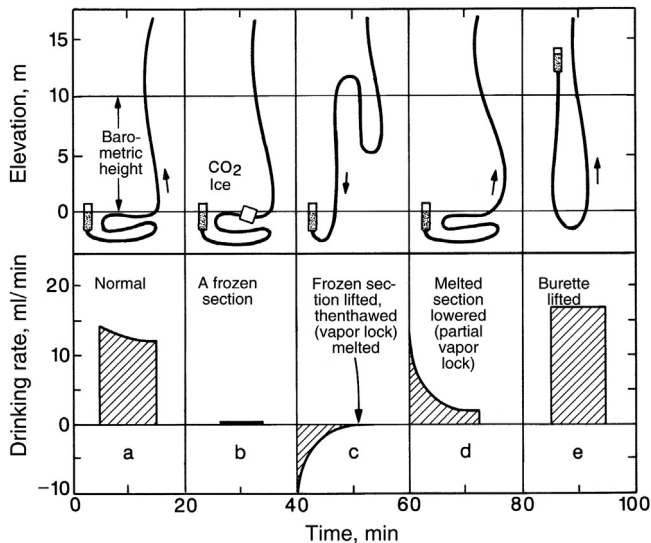 Elevation, m
15
10
5
0
Baro-
metric
height
CO2
Ice
Drinking rate, ml/min
20
10
0
−10
Normal
A frozen
section
Frozen sec-
tion lifted,
thenthawed
(vapor lock)
melted
Melted
section
lowered
(partial
vapor
lock)
Burette
lifted
a
b
c
d
e
0
20
40
60
80
100
Time, min